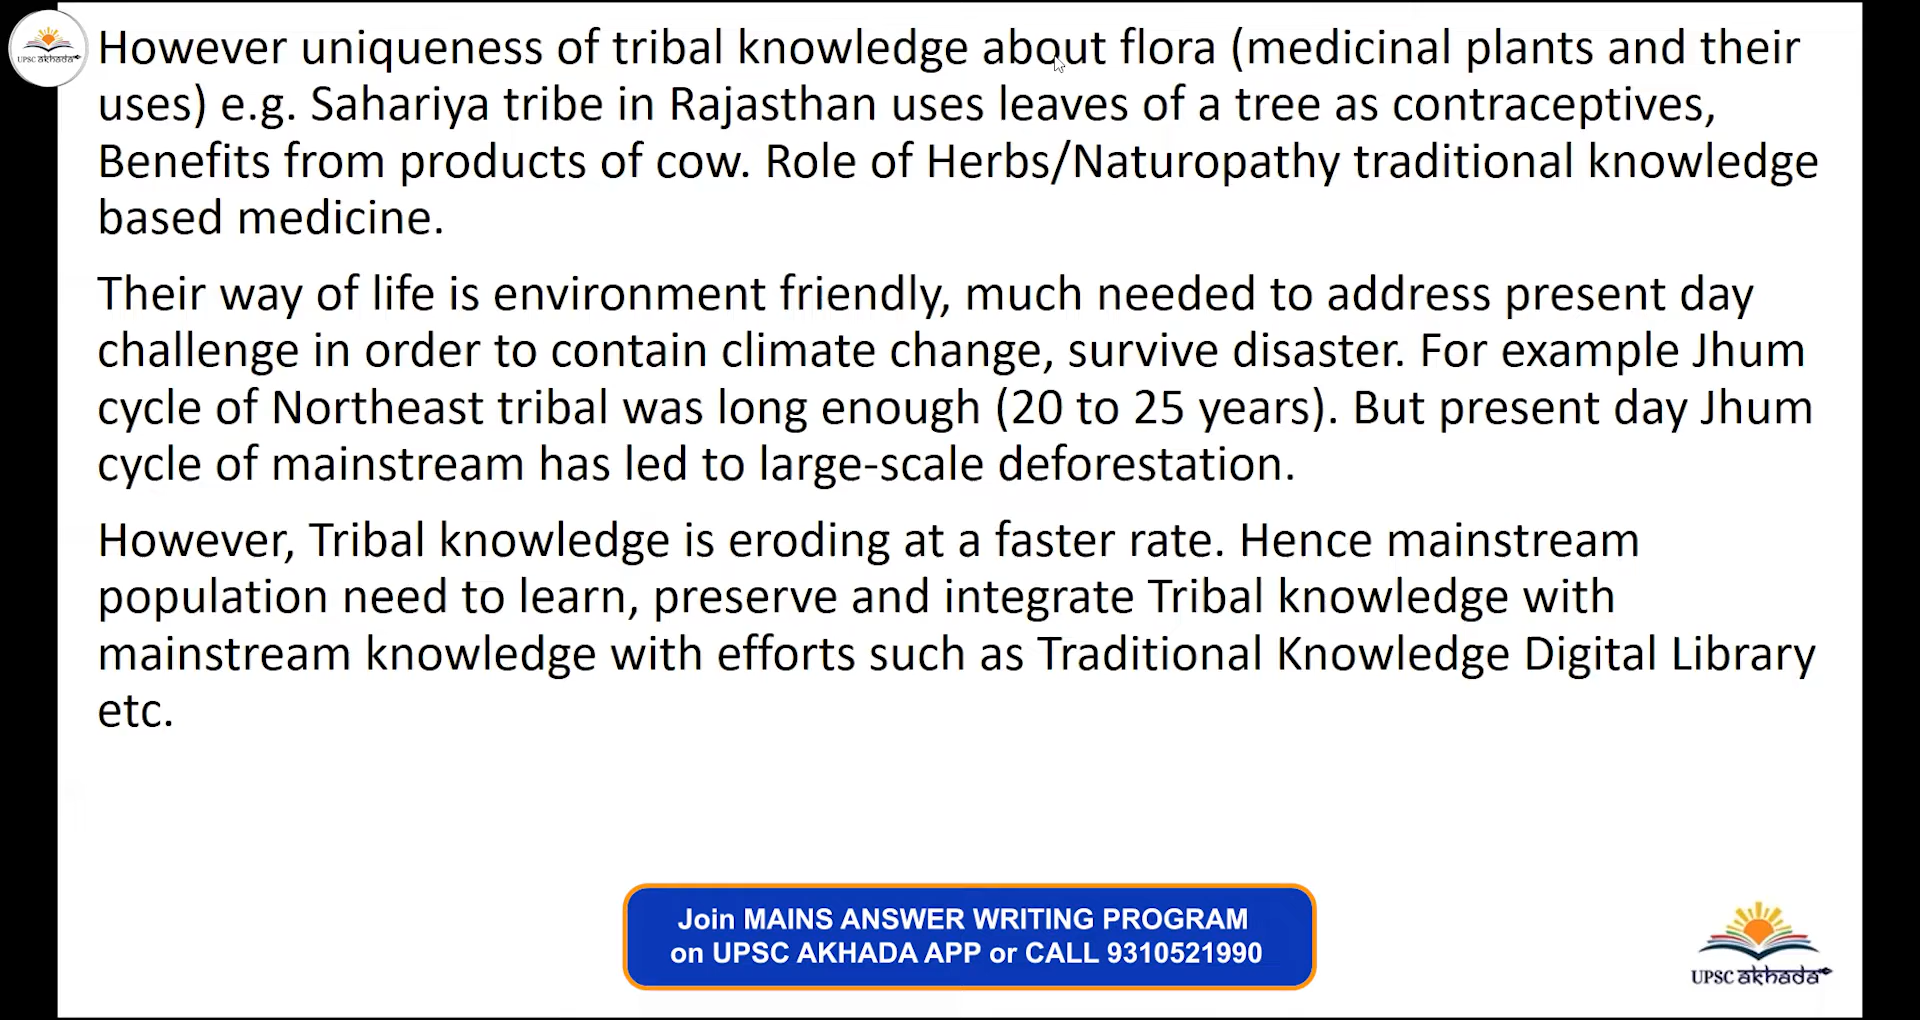 However uniqueness of tribal knowledge about flora (medicinal plants and their
uses) e.g. Sahariya tribe in Rajasthan uses leaves of a tree as contraceptives,
Benefits from products of cow. Role of Herbs/Naturopathy traditional knowledge
based medicine.
Their way of life is environment friendly, much needed to address present day
challenge in order to contain climate change, survive disaster. For example Jhum
cycle of Northeast tribal was long enough (20 to 25 years). But present day Jhum
cycle of mainstream has led to large-scale deforestation.
However, Tribal knowledge is eroding at a faster rate. Hence mainstream
population need to learn, preserve and integrate Tribal knowledge with
mainstream knowledge with efforts such as Traditional Knowledge Digital Library
etc.
Join MAINS ANSWER WRITING PROGRAM
on UPSC AKHADA APP or CALL 9310521990
UPSC akhada
UPSC akhada